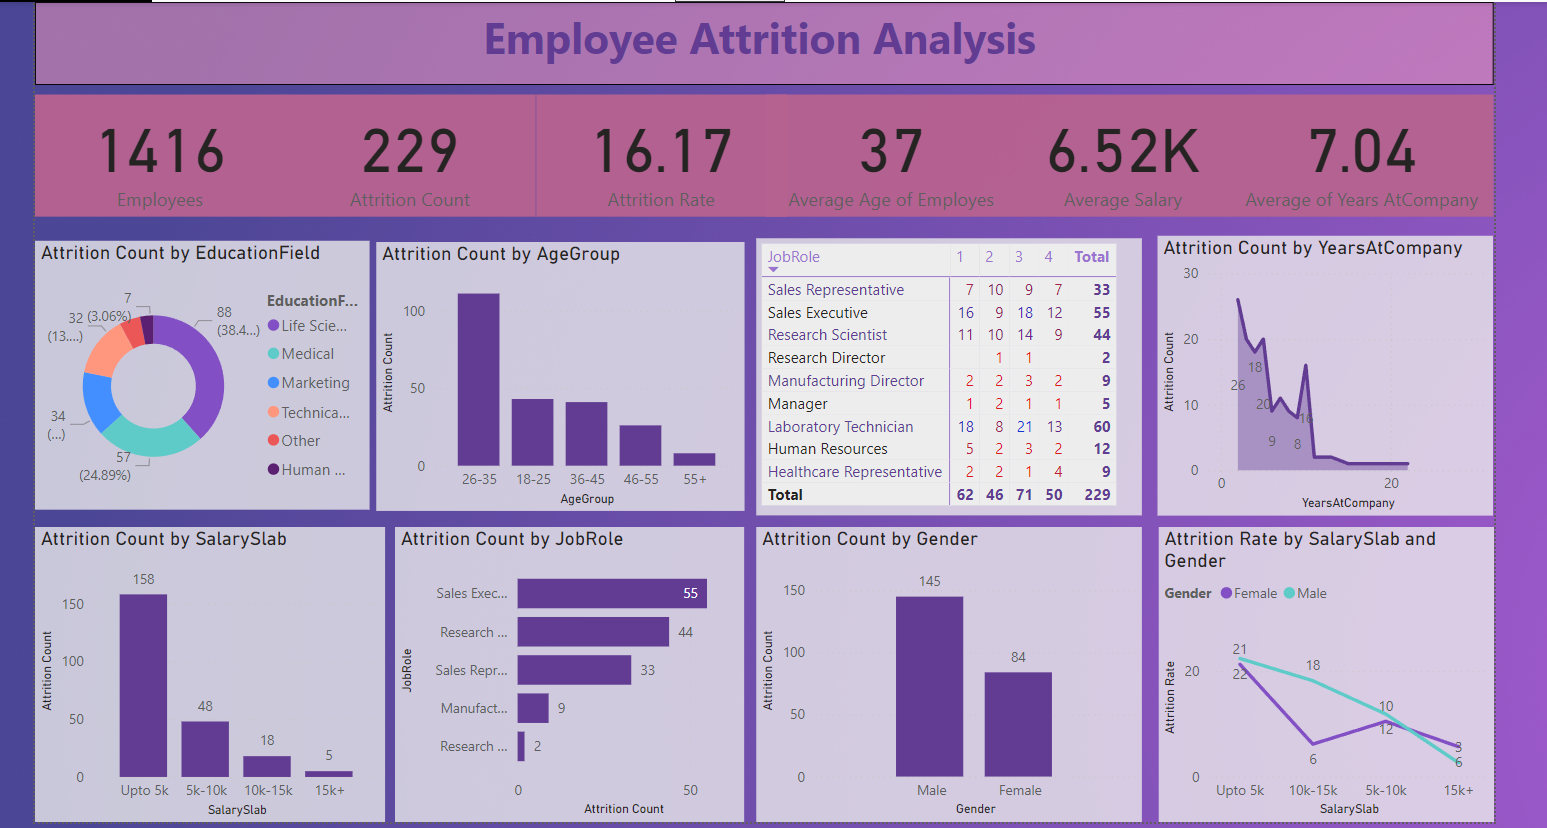 Employee Attrition Analysis
1416
Employees
229
Attrition Count
16.17
Attrition Rate
37
Average Age of Employes
6.52K
Average Salary
7.04
Average of Years AtCompany
Attrition Count by EducationField
7
(3.06%)
32
(13....)
34
(...)
57
(24.89%)
88
(38.4...)
EducationF...
Life Scie...
Medical
Marketing
Technica...
Other
Human ...
Attrition Count by AgeGroup
Attrition Count
100
50
0
26-35 18-25 36-45 46-55 55+
AgeGroup
JobRole 1 2 3 4 Total
Sales Representative 7 10 9 7 33
Sales Executive 16 9 18 12 55
Research Scientist 11 10 14 9 44
Research Director 1 1 2
Manufacturing Director 2 2 3 2 9
Manager 1 2 1 1 5
Laboratory Technician 18 8 21 13 60
Human Resources 5 2 3 2 12
Healthcare Representative 2 2 1 4 9
Total 62 46 71 50 229
Attrition Count by YearsAtCompany
Attrition Count
30
20
10
0
26
18
20
9
8
16
0 20
YearsAtCompany
Attrition Count by SalarySlab
Attrition Count
150
100
50
0
158
48
18
5
Upto 5k 5k-10k 10k-15k 15k+
SalarySlab
Attrition Count by JobRole
JobRole
Sales Exec... 55
Research ... 44
Sales Repr... 33
Manufact... 9
Research ... 2
0 50
Attrition Count
Attrition Count by Gender
Attrition Count
150
100
50
0
145
84
Male Female
Gender
Attrition Rate by SalarySlab and
Gender
Gender Female Male
Attrition Rate
20
0
21
22
18
6
10
12
3
6
Upto 5k 10k-15k 5k-10k 15k+
SalarySlab